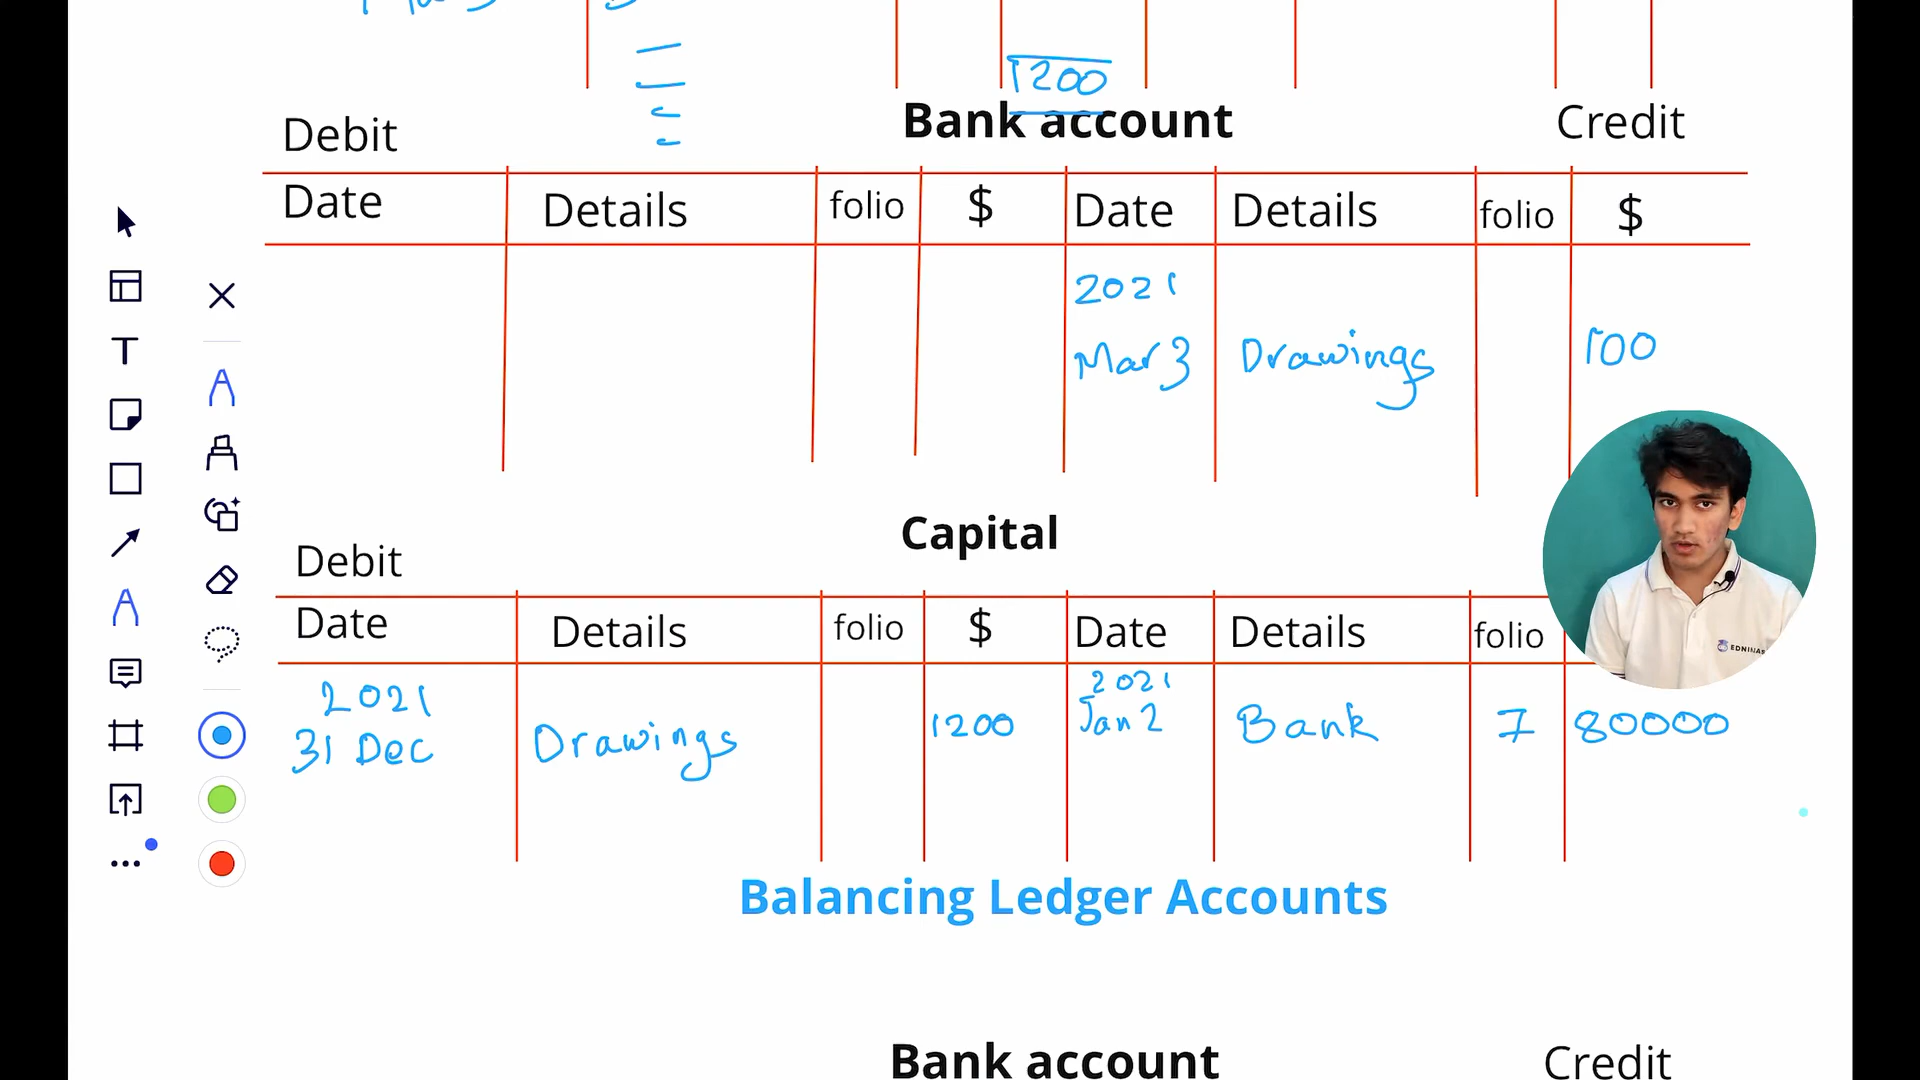 1200
Debit Bank account Credit
Date Details folio $ Date Details folio $
2021
Mar 3 Drawings 100
Capital
Debit
Date Details folio $ Date Details folio
2021 2021
31 Dec Drawings 1200 Jan 2 Bank 7 80000
Balancing Ledger Accounts
Bank account Credit